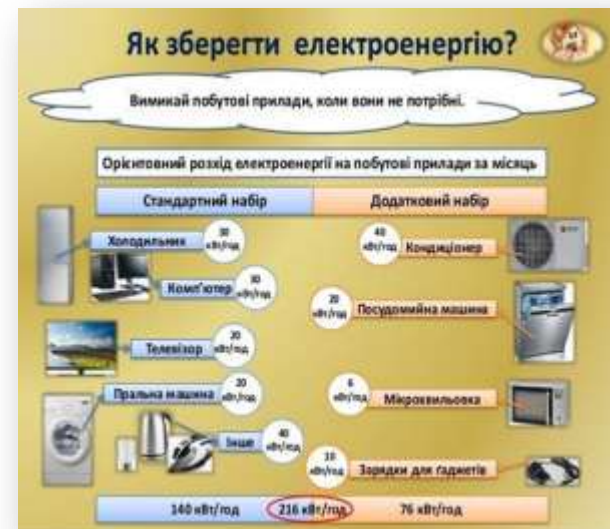 Як зберегти електроенергію?
Вимикай побутові прилади, коли вони не потрібні.
Орієнтовний розхід електроенергії на побутові прилади за місяць
Стандартний набір
Додатковий набір
Холодильник
30
кВт/год
Комп'ютер
30
кВт/год
Телевізор
20
кВт/год
Пральна машина
20
кВт/год
Інше
40
кВт/год
40
кВт/год
Кондиціонер
20
кВт/год
Посудомийна машина
6
кВт/год
Мікрохвильовка
10
кВт/год
Зарядки для ґаджетів
140 кВт/год
216 кВт/год
76 кВт/год